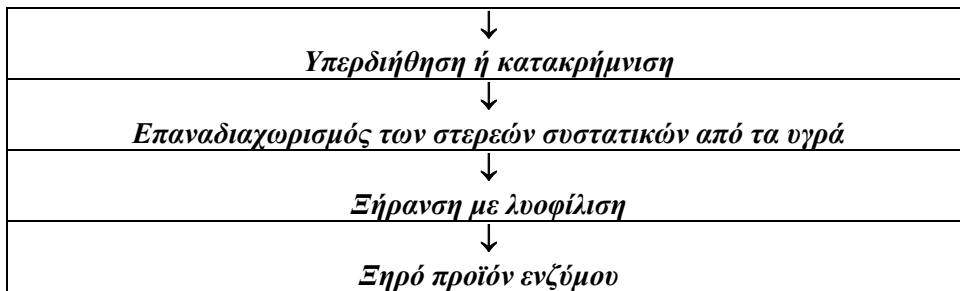 ↓
Υπερδιήθηση ή κατακρήμνιση
↓
Επαναδιαχωρισμός των στερεών συστατικών από τα υγρά
↓
Ξήρανση με λυοφίλιση
↓
Ξηρό προϊόν ενζύμου